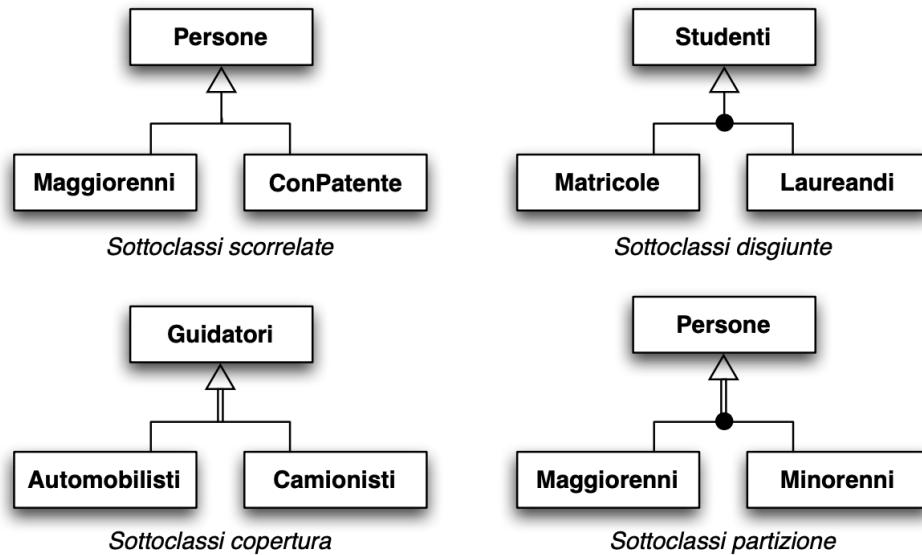 Persone
Maggiorenni
ConPatente
Sottoclassi scorrelate
Studenti
Matricole
Laureandi
Sottoclassi disgiunte
Guidatori
Automobilisti
Camionisti
Sottoclassi copertura
Persone
Maggiorenni
Minorenni
Sottoclassi partizione